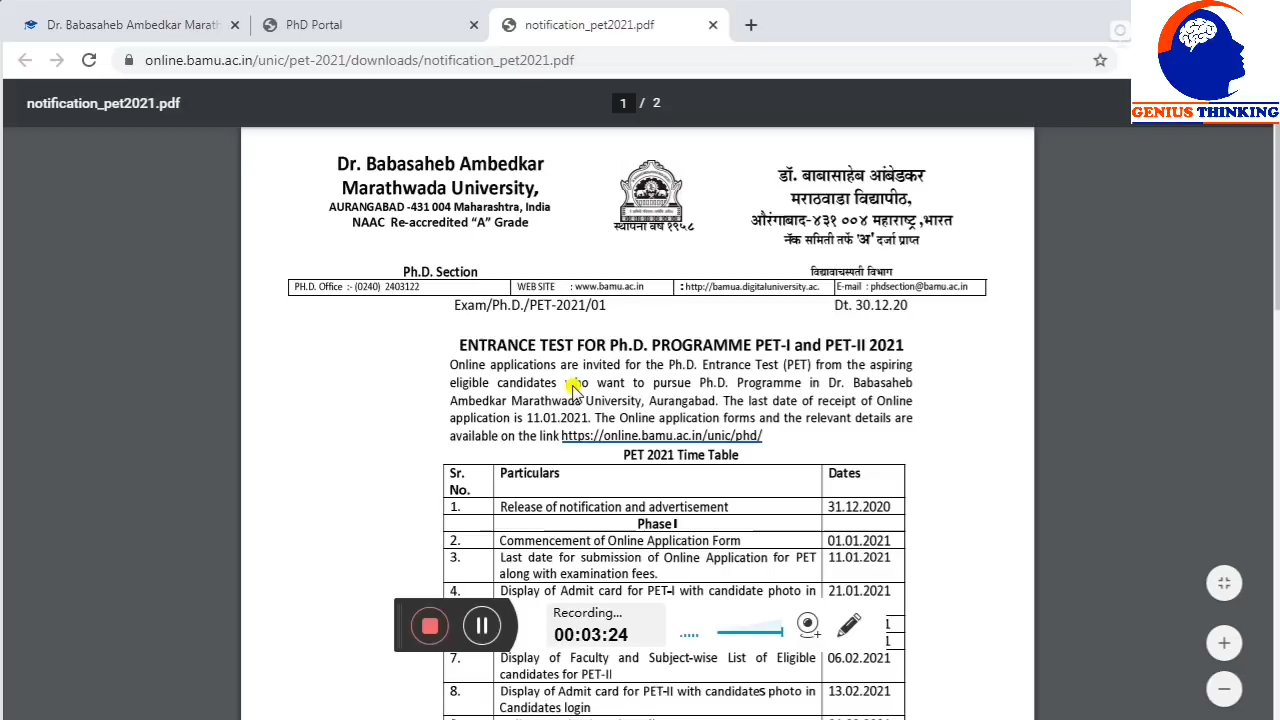 Dr. Babasaheb Ambedkar Marath
PhD Portal
notification_pet2021.pdf
online.bamu.ac.in/unic/pet-2021/downloads/notification_pet2021.pdf
GENIUS THINKING
notification_pet2021.pdf
1 / 2
Dr. Babasaheb Ambedkar
Marathwada University,
AURANGABAD -431 004 Maharashtra, India
NAAC Re-accredited “A” Grade
स्थापना वर्ष १९५८
डॉ. बाबासाहेब आंबेडकर
मराठवाडा विद्यापीठ,
औरंगाबाद-४३१ ००४ महाराष्ट्र ,भारत
नॅक समिती तर्फे 'अ' दर्जा प्राप्त
Ph.D. Section
विद्यावाचस्पती विभाग
PH.D. Office :- (0240) 2403122
WEB SITE : www.bamu.ac.in
: http://bamua.digitaluniversity.ac.
E-mail : phdsection@bamu.ac.in
Exam/Ph.D./PET-2021/01
Dt. 30.12.20
ENTRANCE TEST FOR Ph.D. PROGRAMME PET-I and PET-II 2021
Online applications are invited for the Ph.D. Entrance Test (PET) from the aspiring
eligible candidates who want to pursue Ph.D. Programme in Dr. Babasaheb
Ambedkar Marathwada University, Aurangabad. The last date of receipt of Online
application is 11.01.2021. The Online application forms and the relevant details are
available on the link https://online.bamu.ac.in/unic/phd/
PET 2021 Time Table
Sr. No. Particulars Dates
1. Release of notification and advertisement 31.12.2020
Phase I
2. Commencement of Online Application Form 01.01.2021
3. Last date for submission of Online Application for PET 11.01.2021
along with examination fees.
4. Display of Admit card for PET-I with candidate photo in 21.01.2021
Recording...
00:03:24
1
1
7. Display of Faculty and Subject-wise List of Eligible 06.02.2021
candidates for PET-II
8. Display of Admit card for PET-II with candidates photo in 13.02.2021
Candidates login